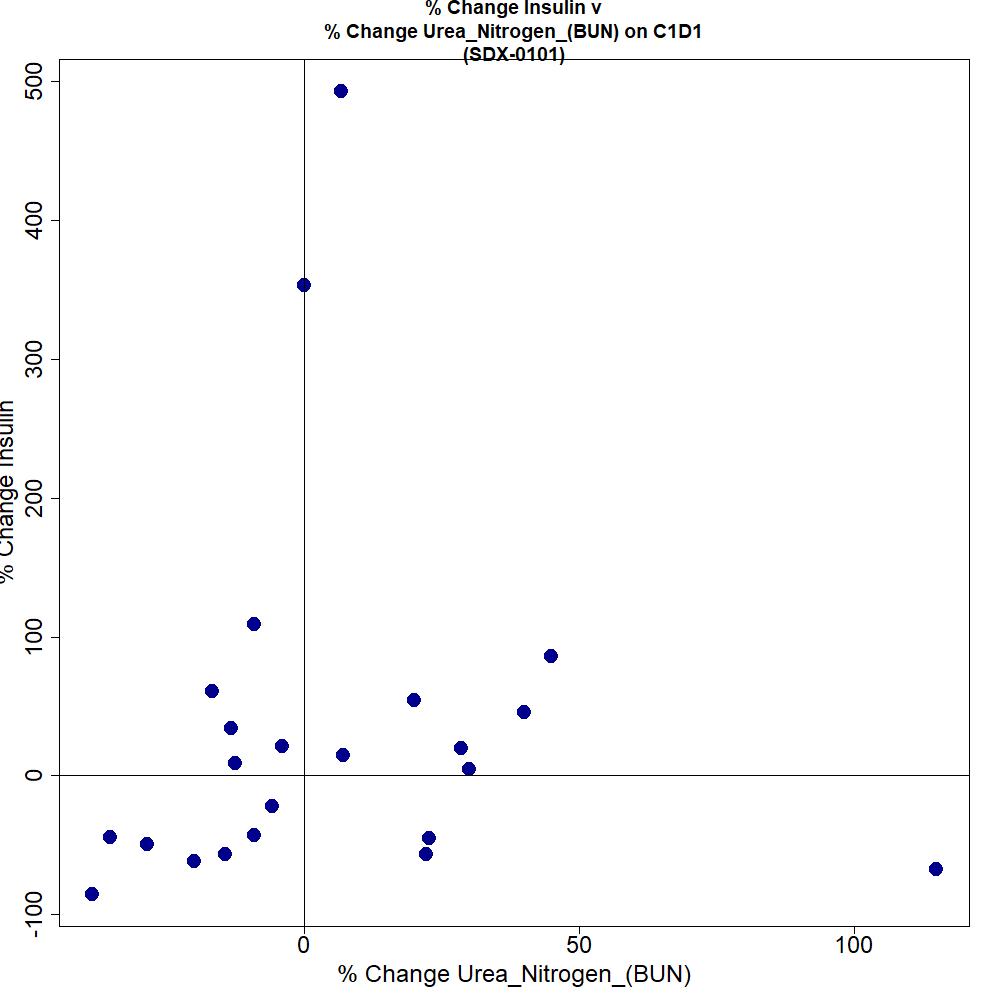 % Change Insulin v
% Change Urea_Nitrogen_(BUN) on C1D1
(SDX-0101)
500
400
300
200
100
0
-100
% Change Insulin
0
50
100
% Change Urea_Nitrogen_(BUN)